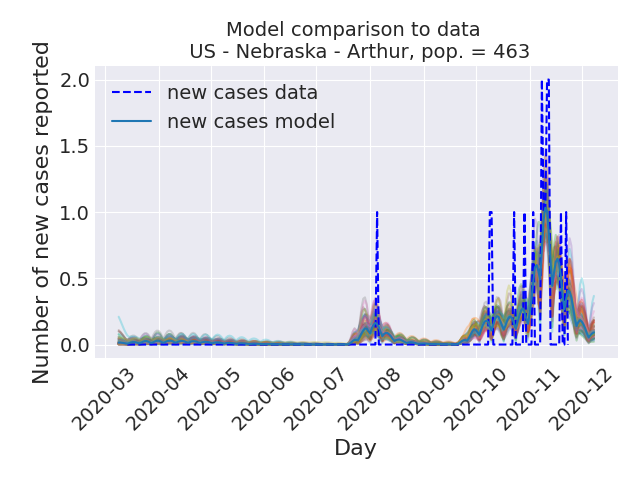 Model comparison to data
US - Nebraska - Arthur, pop. = 463
Number of new cases reported
2.0
1.5
1.0
0.5
0.0
new cases data
new cases model
2020-03
2020-04
2020-05
2020-06
2020-07
2020-08
2020-09
2020-10
2020-11
2020-12
Day